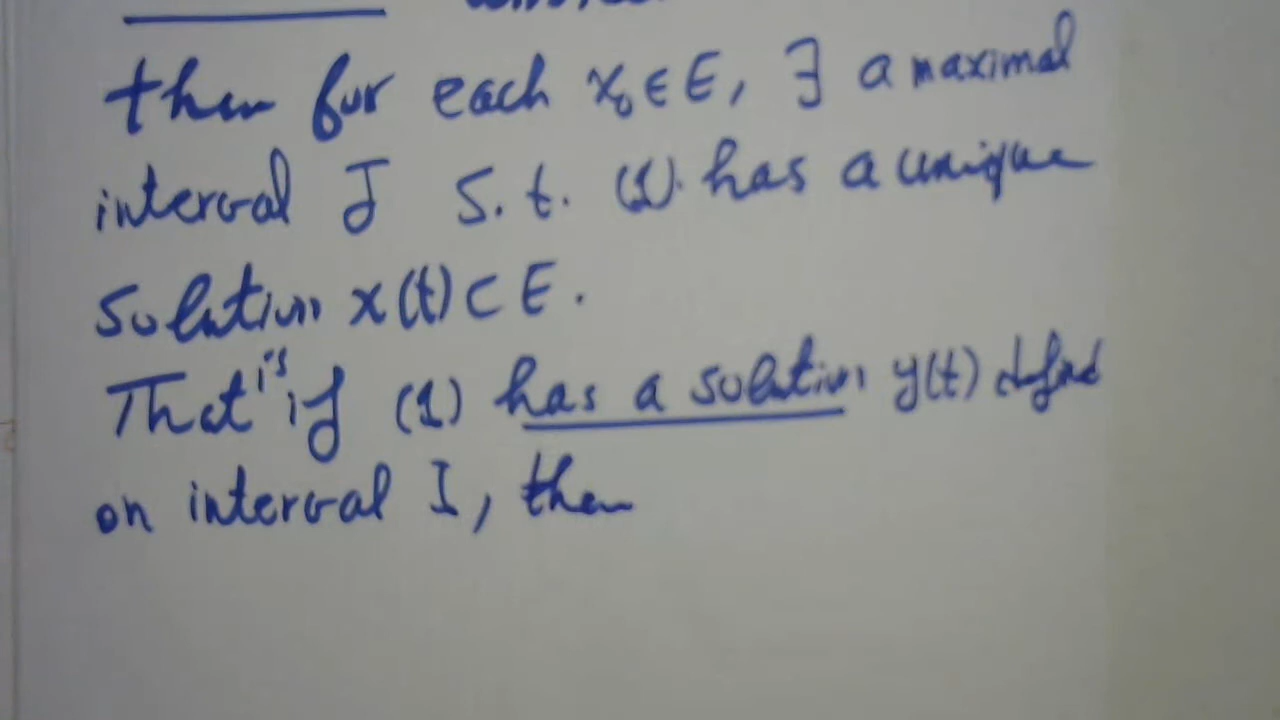 then for each x₀ ∈ E, ∃ a maximal
interval J s.t. (1) has a unique
solution x(t) ⊂ E.
That is if (1) has a solution y(t) defined
on interval I, then